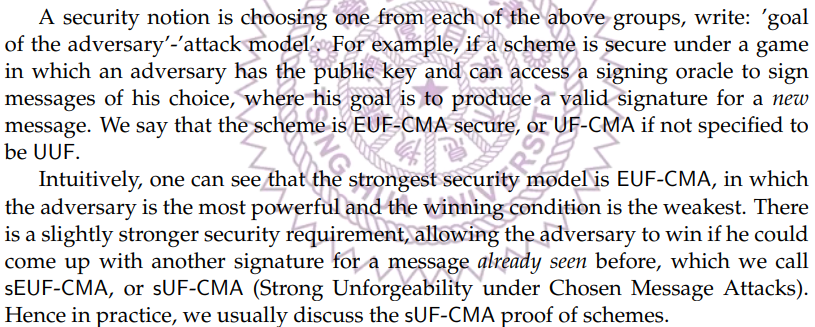 A security notion is choosing one from each of the above groups, write: ’goal
of the adversary’-’attack model’. For example, if a scheme is secure under a game
in which an adversary has the public key and can access a signing oracle to sign
messages of his choice, where his goal is to produce a valid signature for a new
message. We say that the scheme is EUF-CMA secure, or UF-CMA if not specified to
be UUF.
Intuitively, one can see that the strongest security model is EUF-CMA, in which
the adversary is the most powerful and the winning condition is the weakest. There
is a slightly stronger security requirement, allowing the adversary to win if he could
come up with another signature for a message already seen before, which we call
sEUF-CMA, or sUF-CMA (Strong Unforgeability under Chosen Message Attacks).
Hence in practice, we usually discuss the sUF-CMA proof of schemes.
TSING HUA UNIVERSITY